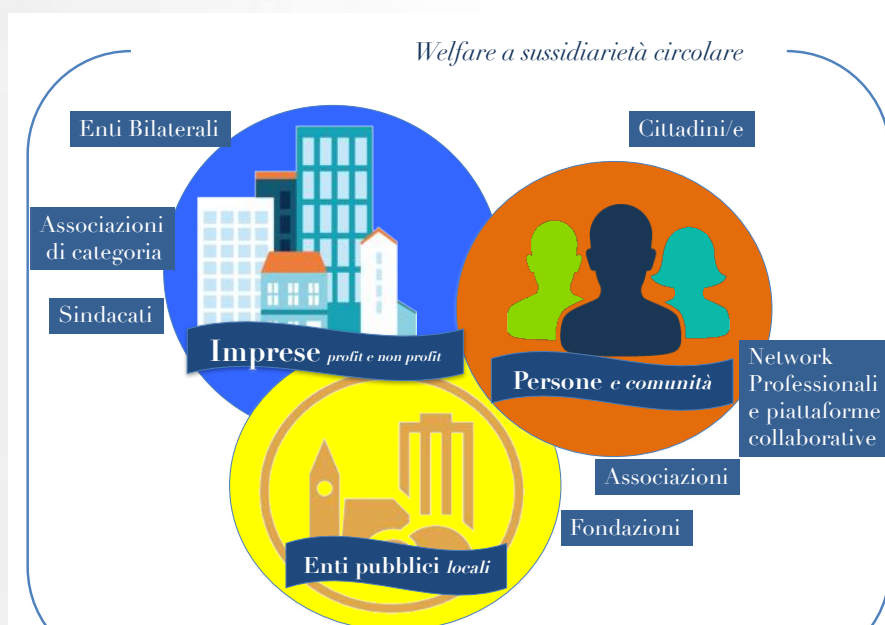 Welfare a sussidiarietà circolare
Enti Bilaterali
Cittadini/e
Associazioni
di categoria
Sindacati
Imprese profit e non profit
Persone e comunità
Network
Professionali
e piattaforme
collaborative
Associazioni
Fondazioni
Enti pubblici locali